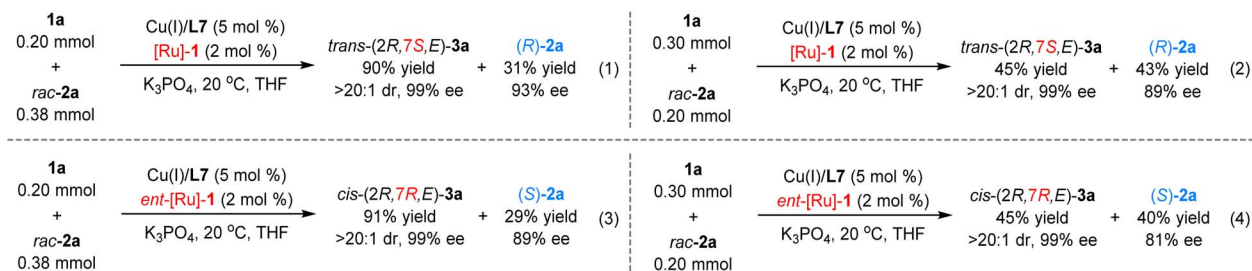 1a
0.20 mmol
+
rac-2a
0.38 mmol
Cu(I)/L7 (5 mol %)
[Ru]-1 (2 mol %)
K₃PO₄, 20 °C, THF
trans-(2R,7S,E)-3a
90% yield
>20:1 dr, 99% ee
+
(R)-2a
31% yield
93% ee
(1)
1a
0.30 mmol
+
rac-2a
0.20 mmol
Cu(I)/L7 (5 mol %)
[Ru]-1 (2 mol %)
K₃PO₄, 20 °C, THF
trans-(2R,7S,E)-3a
45% yield
>20:1 dr, 99% ee
+
(R)-2a
43% yield
89% ee
(2)
1a
0.20 mmol
+
rac-2a
0.38 mmol
Cu(I)/L7 (5 mol %)
ent-[Ru]-1 (2 mol %)
K₃PO₄, 20 °C, THF
cis-(2R,7R,E)-3a
91% yield
>20:1 dr, 99% ee
+
(S)-2a
29% yield
89% ee
(3)
1a
0.30 mmol
+
rac-2a
0.20 mmol
Cu(I)/L7 (5 mol %)
ent-[Ru]-1 (2 mol %)
K₃PO₄, 20 °C, THF
cis-(2R,7R,E)-3a
45% yield
>20:1 dr, 99% ee
+
(S)-2a
40% yield
81% ee
(4)